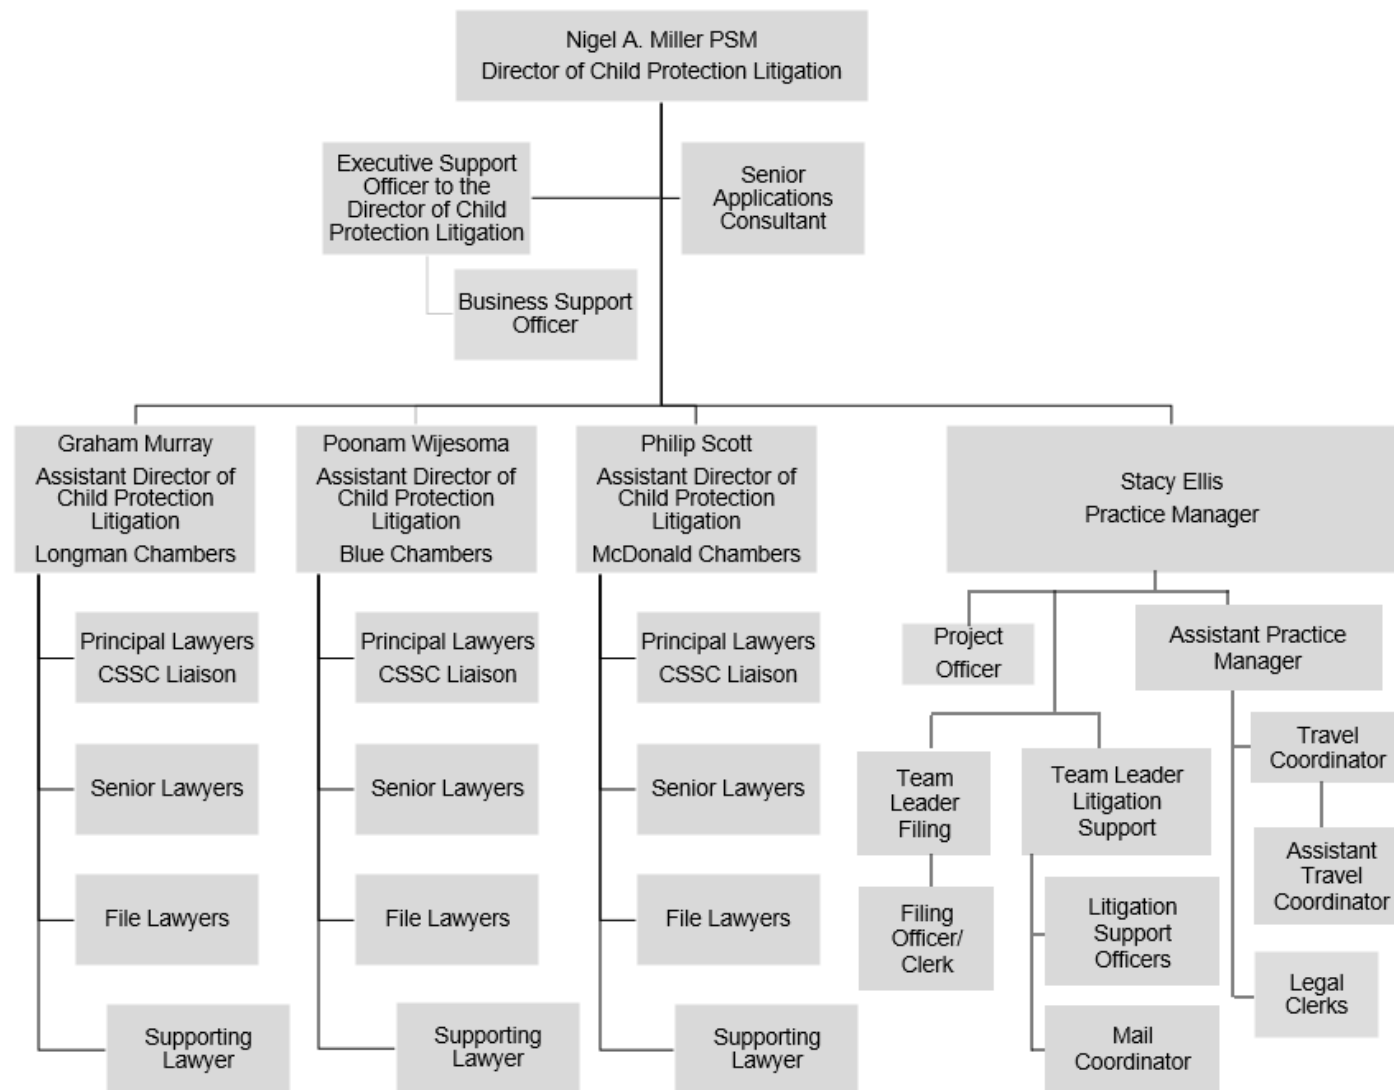 Nigel A. Miller PSM
Director of Child Protection Litigation
Executive Support
Officer to the
Director of Child
Protection Litigation
Senior
Applications
Consultant
Business Support
Officer
Graham Murray
Assistant Director of
Child Protection
Litigation
Longman Chambers
Poonam Wijesoma
Assistant Director of
Child Protection
Litigation
Blue Chambers
Philip Scott
Assistant Director of
Child Protection
Litigation
McDonald Chambers
Stacy Ellis
Practice Manager
Principal Lawyers
CSSC Liaison
Senior Lawyers
File Lawyers
Supporting
Lawyer
Principal Lawyers
CSSC Liaison
Senior Lawyers
File Lawyers
Supporting
Lawyer
Principal Lawyers
CSSC Liaison
Senior Lawyers
File Lawyers
Supporting
Lawyer
Project
Officer
Assistant Practice
Manager
Team
Leader
Filing
Filing
Officer/
Clerk
Team Leader
Litigation
Support
Litigation
Support
Officers
Mail
Coordinator
Travel
Coordinator
Assistant
Travel
Coordinator
Legal
Clerks